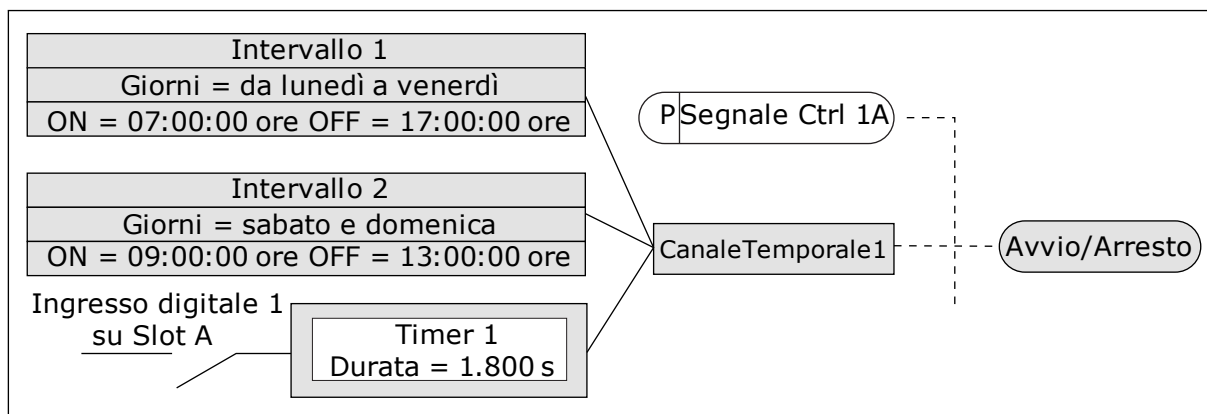 Intervallo 1
Giorni = da lunedì a venerdì
ON = 07:00:00 ore OFF = 17:00:00 ore
Intervallo 2
Giorni = sabato e domenica
ON = 09:00:00 ore OFF = 13:00:00 ore
Ingresso digitale 1
su Slot A
Timer 1
Durata = 1.800 s
P Segnale Ctrl 1A
CanaleTemporale1
Avvio/Arresto